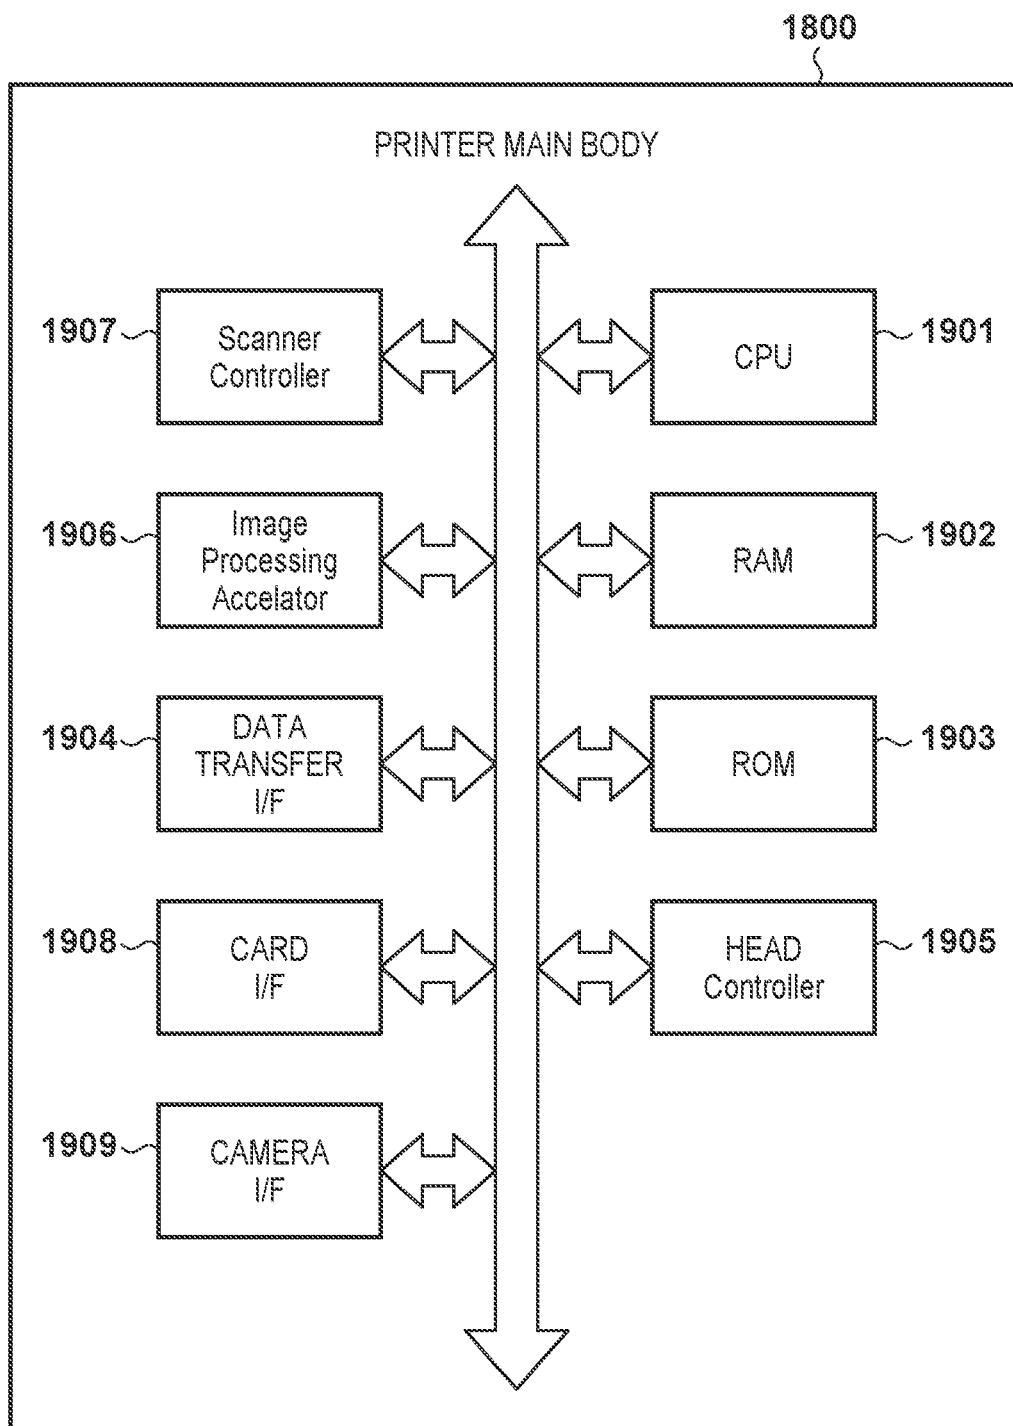 1800
PRINTER MAIN BODY
1907
Scanner
Controller
CPU
1901
1906
Image
Processing
Accelator
RAM
1902
1904
DATA
TRANSFER
I/F
ROM
1903
1908
CARD
I/F
HEAD
Controller
1905
1909
CAMERA
I/F